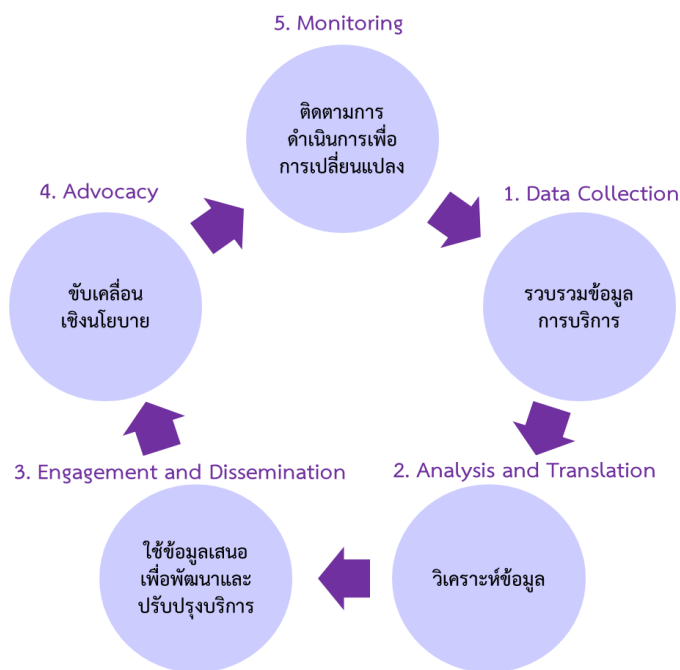 5. Monitoring
ติดตามการ
ดำเนินการเพื่อ
การเปลี่ยนแปลง
1. Data Collection
รวบรวมข้อมูล
การบริการ
2. Analysis and Translation
วิเคราะห์ข้อมูล
3. Engagement and Dissemination
ใช้ข้อมูลเสนอ
เพื่อพัฒนาและ
ปรับปรุงบริการ
4. Advocacy
ขับเคลื่อน
เชิงนโยบาย